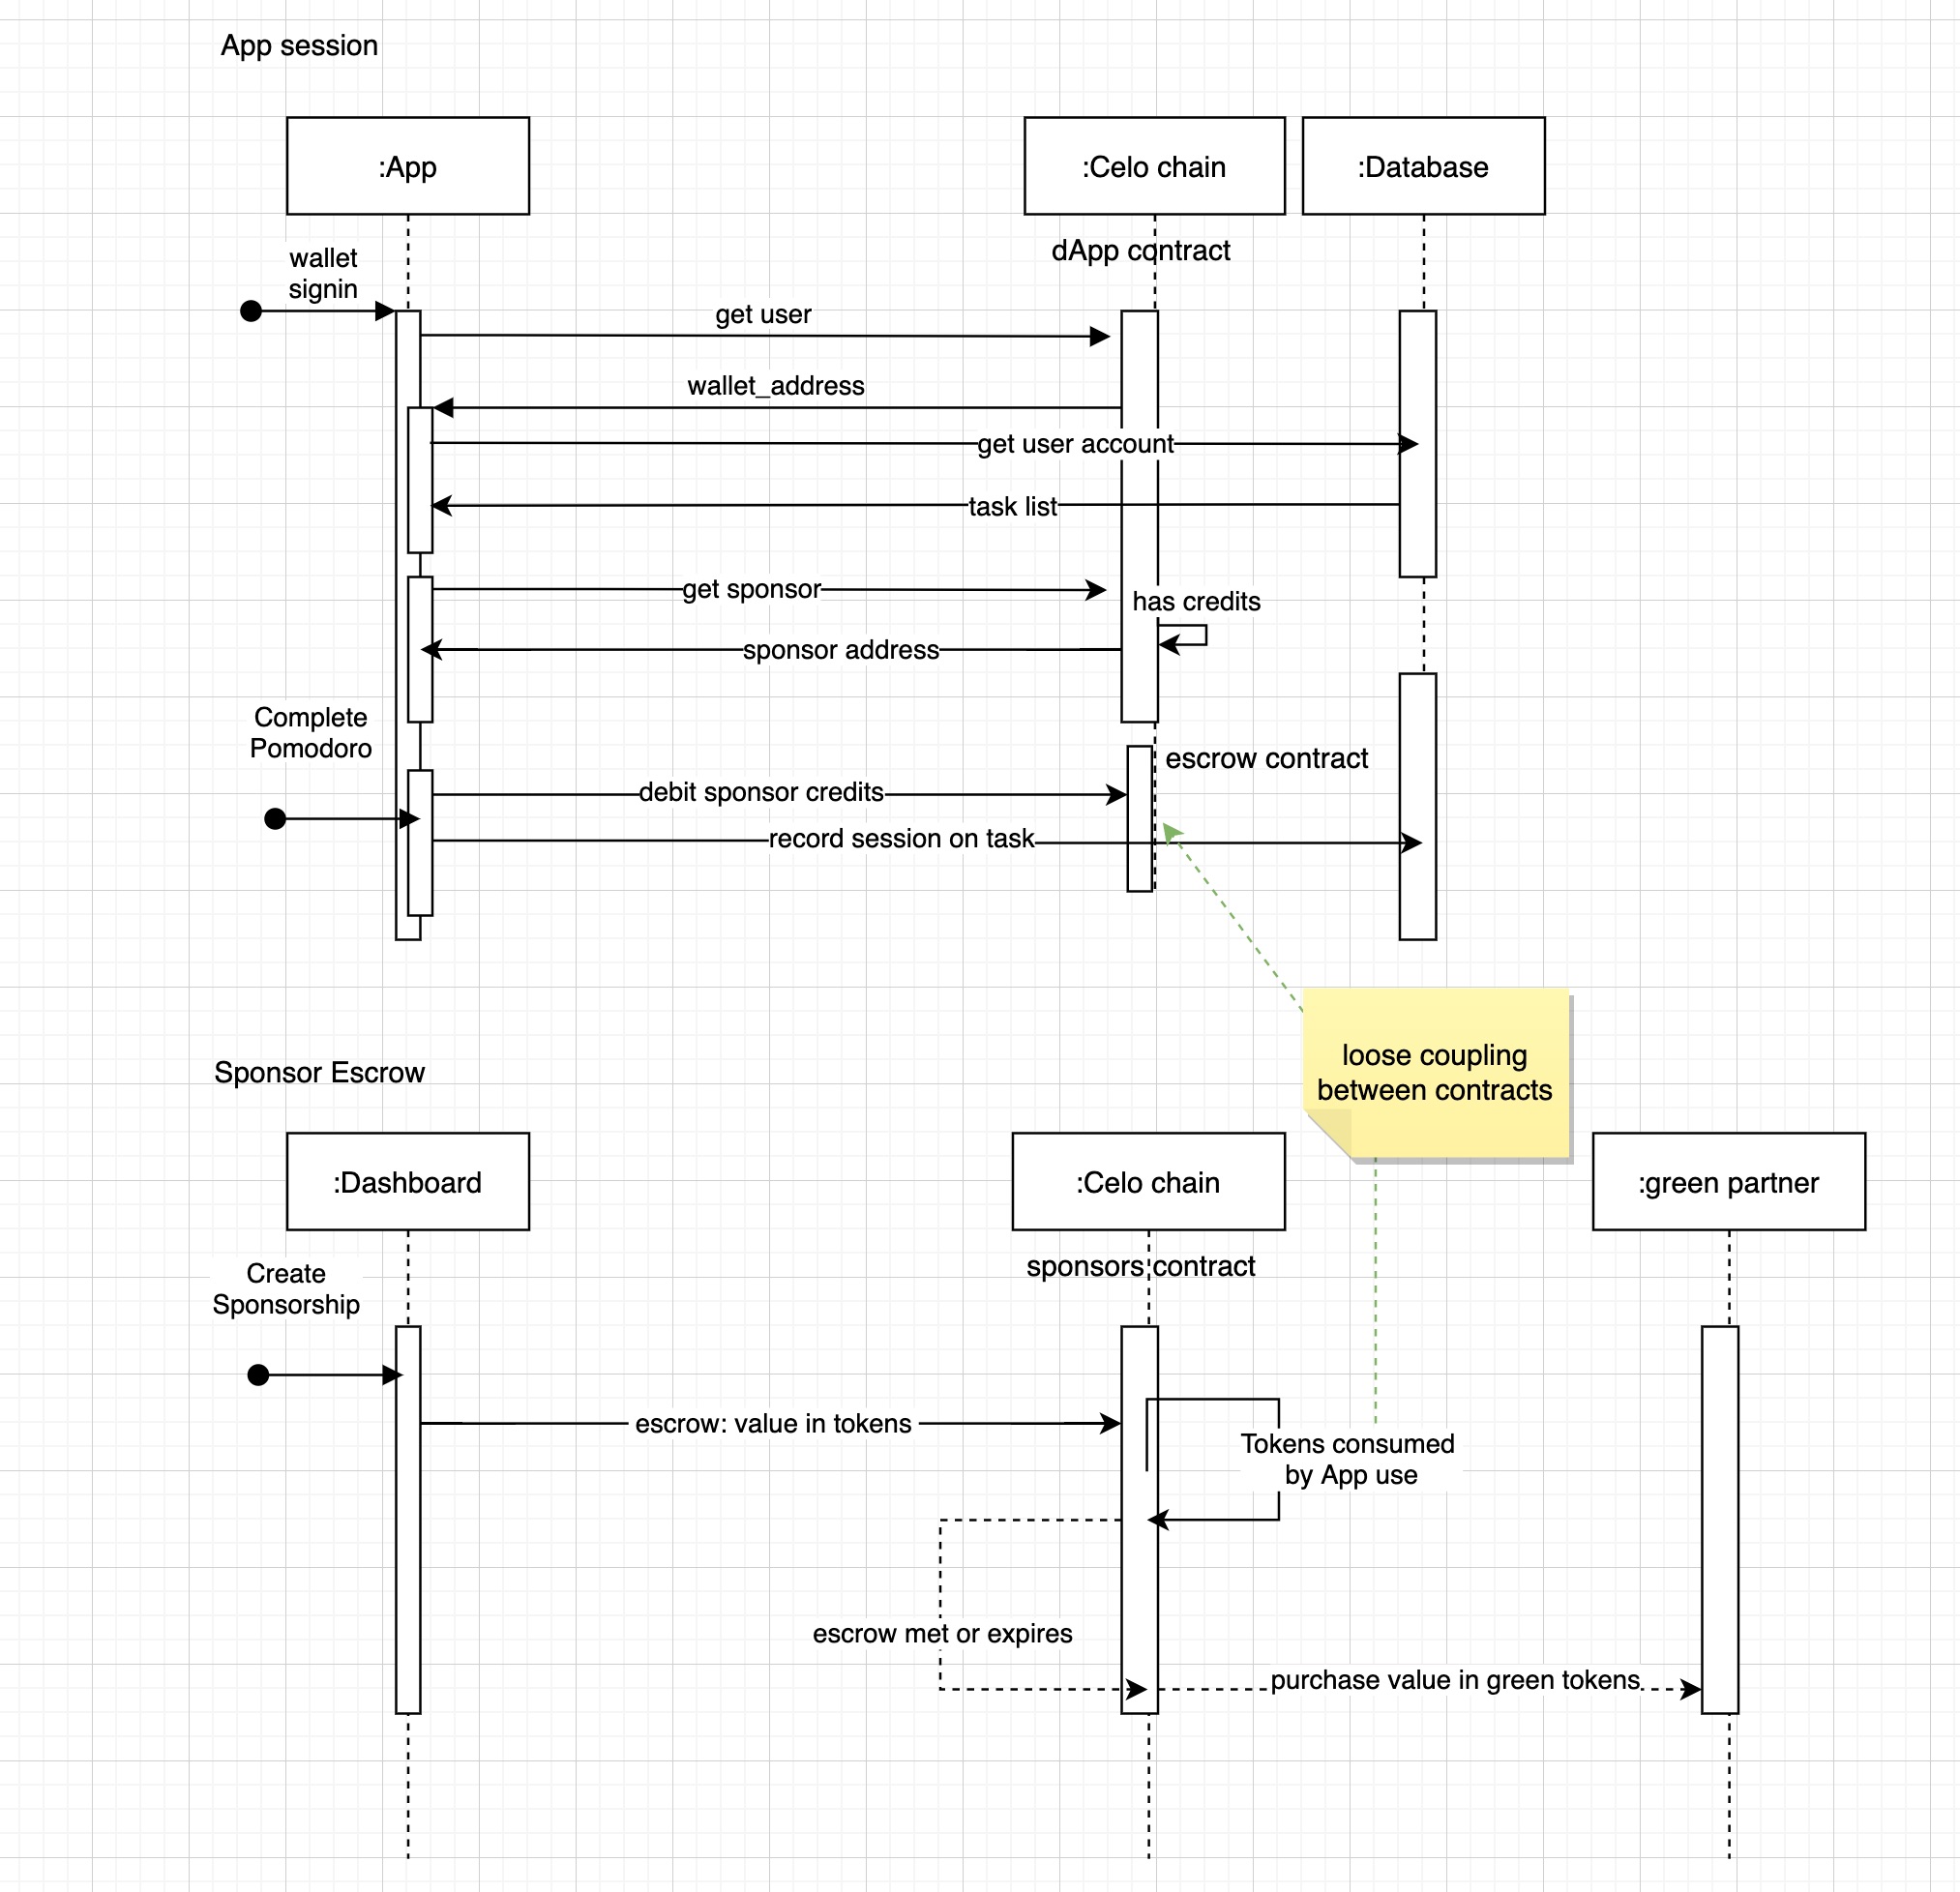 App session
:App
:Celo chain
:Database
dApp contract
wallet
signin
get user
wallet_address
get user account
task list
get sponsor
has credits
sponsor address
Complete
Pomodoro
escrow contract
debit sponsor credits
record session on task
loose coupling
between contracts
Sponsor Escrow
:Dashboard
:Celo chain
:green partner
sponsors contract
Create
Sponsorship
escrow: value in tokens
Tokens consumed
by App use
escrow met or expires
purchase value in green tokens